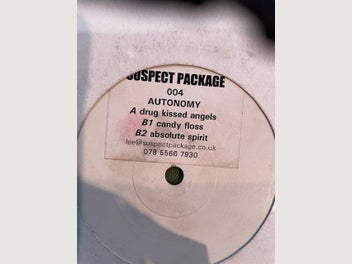 SUSPECT PACKAGE
004
AUTONOMY
A drug kissed angels
B1 candy floss
B2 absolute spirit
lee@suspectpackage.co.uk
078 5566 7930